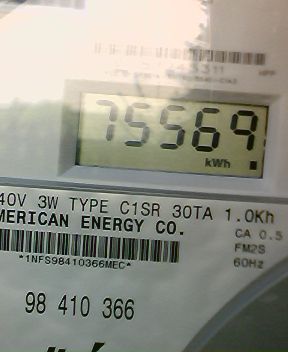 75569
kWh
40V 3W TYPE C1SR 30TA 1.0Kh
MERICAN ENERGY CO.
CA 0.5
FM2S
*1NFS98410366MEC*
60Hz
98 410 366